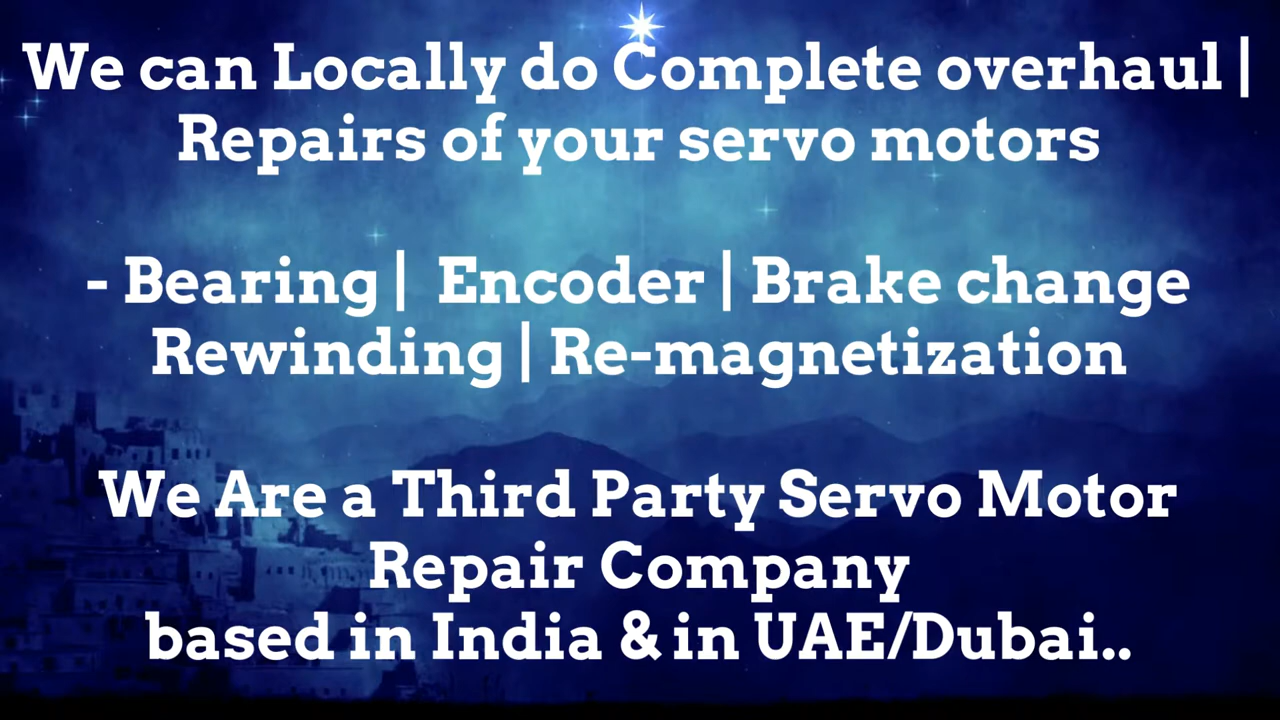 We can Locally do Complete overhaul |
Repairs of your servo motors
- Bearing | Encoder | Brake change
Rewinding | Re-magnetization
We Are a Third Party Servo Motor
Repair Company
based in India & in UAE/Dubai..